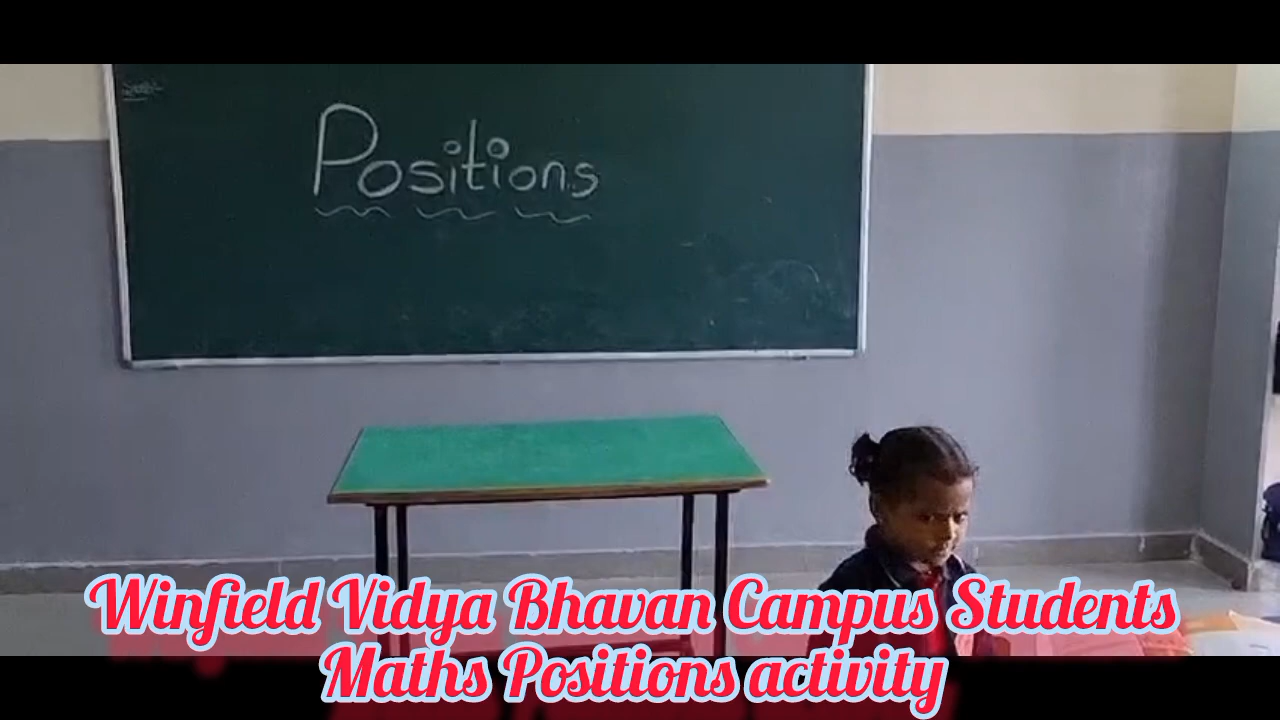 Positions
Winfield Vidya Bhavan Campus Students
Maths Positions activity